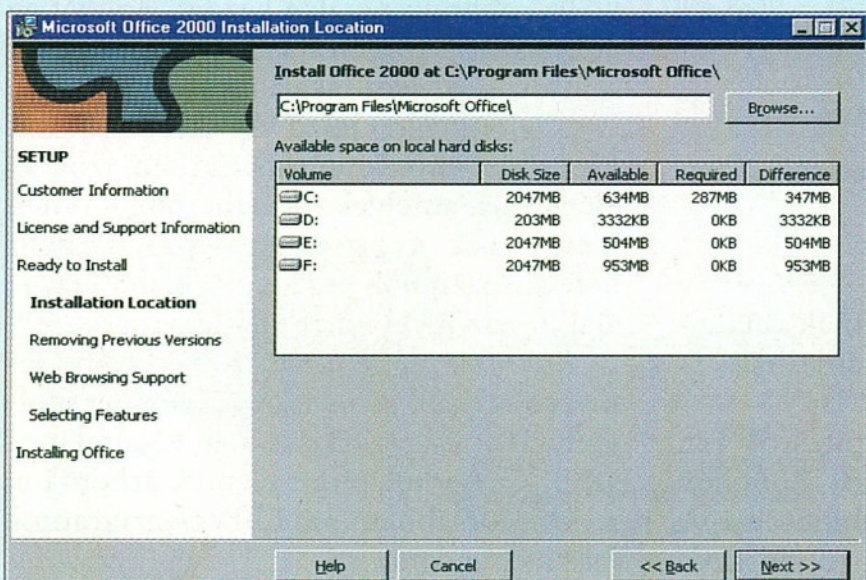 Microsoft Office 2000 Installation Location
Install Office 2000 at C:\Program Files\Microsoft Office\
C:\Program Files\Microsoft Office\
Browse...
SETUP
Customer Information
License and Support Information
Ready to Install
Installation Location
Removing Previous Versions
Web Browsing Support
Selecting Features
Installing Office
Available space on local hard disks:
Volume Disk Size Available Required Difference
C: 2047MB 634MB 287MB 347MB
D: 203MB 3332KB 0KB 3332KB
E: 2047MB 504MB 0KB 504MB
F: 2047MB 953MB 0KB 953MB
Help Cancel << Back Next >>